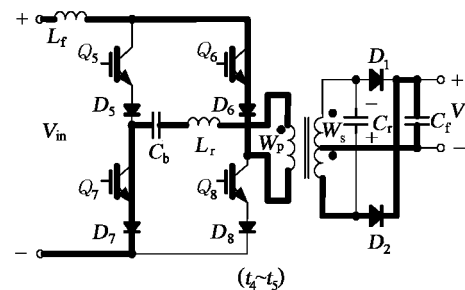 +
L_f
Q_5
Q_6
D_1
+
D_5
D_6
W_p
W_s
−
C_r
C_f
V
V_in
C_b
L_r
+
−
Q_7
Q_8
D_7
D_8
D_2
−
(t_4~t_5)